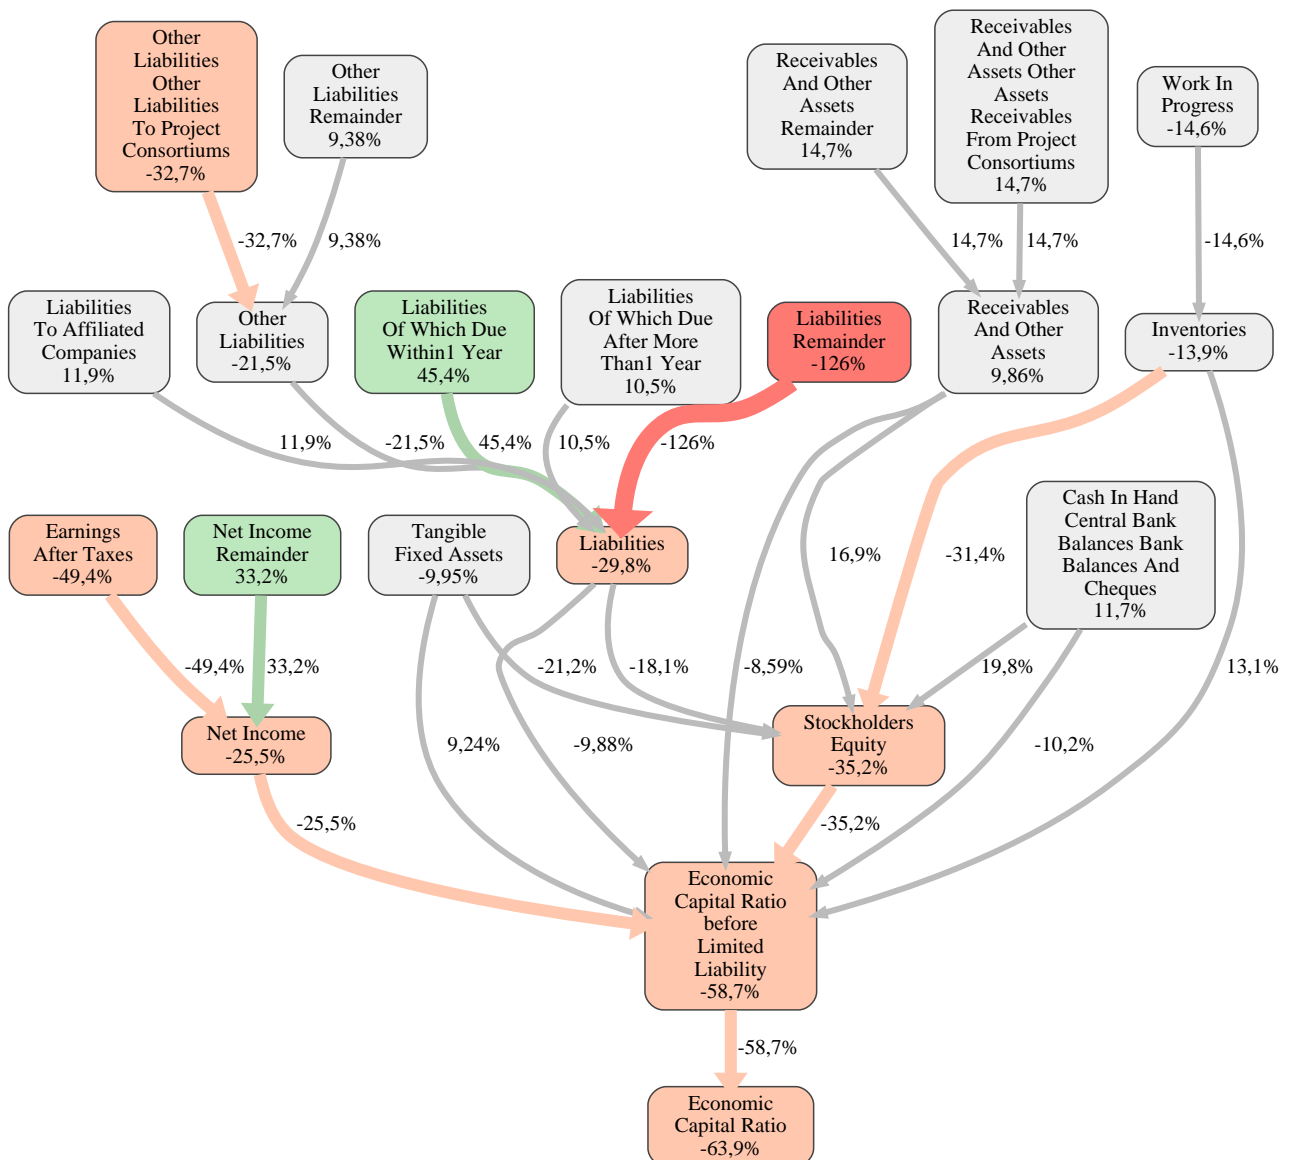 Other
Liabilities
Other
Liabilities
To Project
Consortiums
-32,7%
Other
Liabilities
Remainder
9,38%
Receivables
And Other
Assets
Remainder
14,7%
Receivables
And Other
Assets Other
Assets
Receivables
From Project
Consortiums
14,7%
Work In
Progress
-14,6%
-32,7%
9,38%
14,7%
14,7%
-14,6%
Liabilities
To Affiliated
Companies
11,9%
Other
Liabilities
-21,5%
Liabilities
Of Which Due
Within1 Year
45,4%
Liabilities
Of Which Due
After More
Than1 Year
10,5%
Liabilities
Remainder
-126%
Receivables
And Other
Assets
9,86%
Inventories
-13,9%
11,9%
-21,5%
45,4%
10,5%
-126%
Earnings
After Taxes
-49,4%
Net Income
Remainder
33,2%
Tangible
Fixed Assets
-9,95%
Liabilities
-29,8%
16,9%
-31,4%
Cash In Hand
Central Bank
Balances Bank
Balances And
Cheques
11,7%
-49,4%
33,2%
-21,2%
-18,1%
-8,59%
19,8%
13,1%
Net Income
-25,5%
9,24%
-9,88%
Stockholders
Equity
-35,2%
-10,2%
-25,5%
-35,2%
Economic
Capital Ratio
before
Limited
Liability
-58,7%
-58,7%
Economic
Capital Ratio
-63,9%